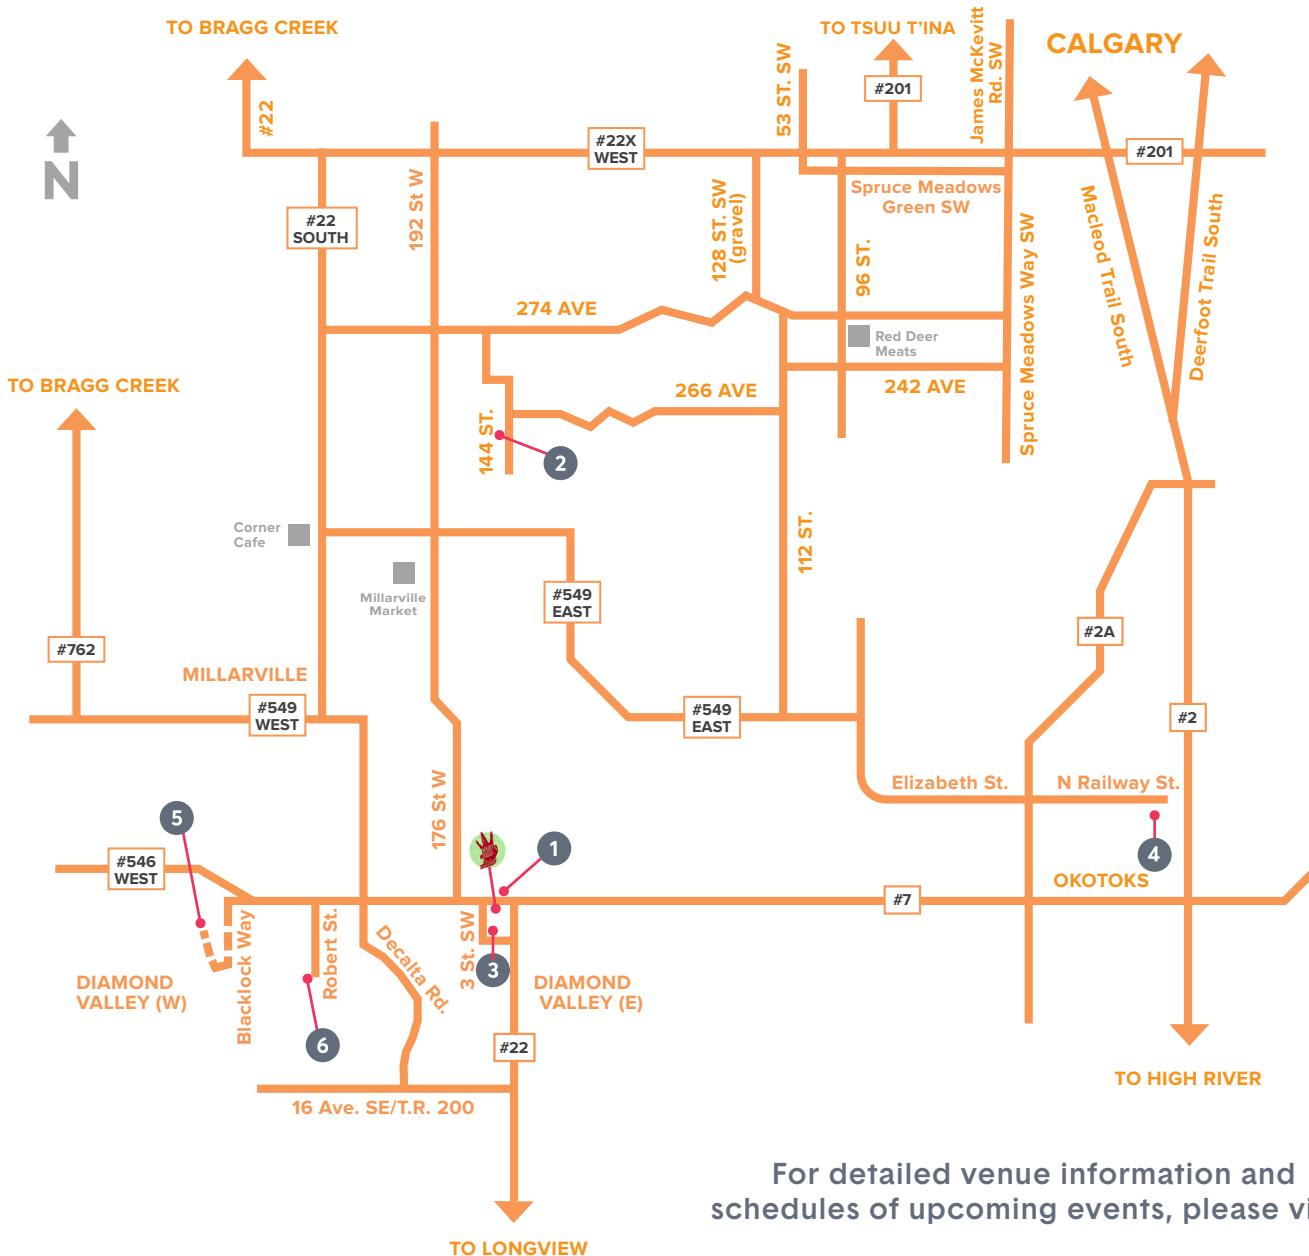 TO BRAGG CREEK
TO TSUU T'INA
CALGARY
#22
53 ST. SW
#201
James McKevitt
Rd. SW
#22X
WEST
#201
N
192 St W
#22
SOUTH
128 ST. SW
(gravel)
Spruce Meadows
Green SW
96 ST.
Spruce Meadows Way SW
Macleod Trail South
Deerfoot Trail South
274 AVE
Red Deer
Meats
TO BRAGG CREEK
266 AVE
242 AVE
144 ST.
2
Corner
Cafe
112 ST.
Millarville
Market
#549
EAST
#762
#2A
MILLARVILLE
#549
WEST
#549
EAST
#2
176 St W
Elizabeth St.
N Railway St.
5
1
4
#546
WEST
OKOTOKS
#7
Blacklock Way
Robert St.
Decalta Rd.
3 St. SW
3
DIAMOND
VALLEY (W)
DIAMOND
VALLEY (E)
6
#22
TO HIGH RIVER
16 Ave. SE/T.R. 200
For detailed venue information and
schedules of upcoming events, please vi
TO LONGVIEW